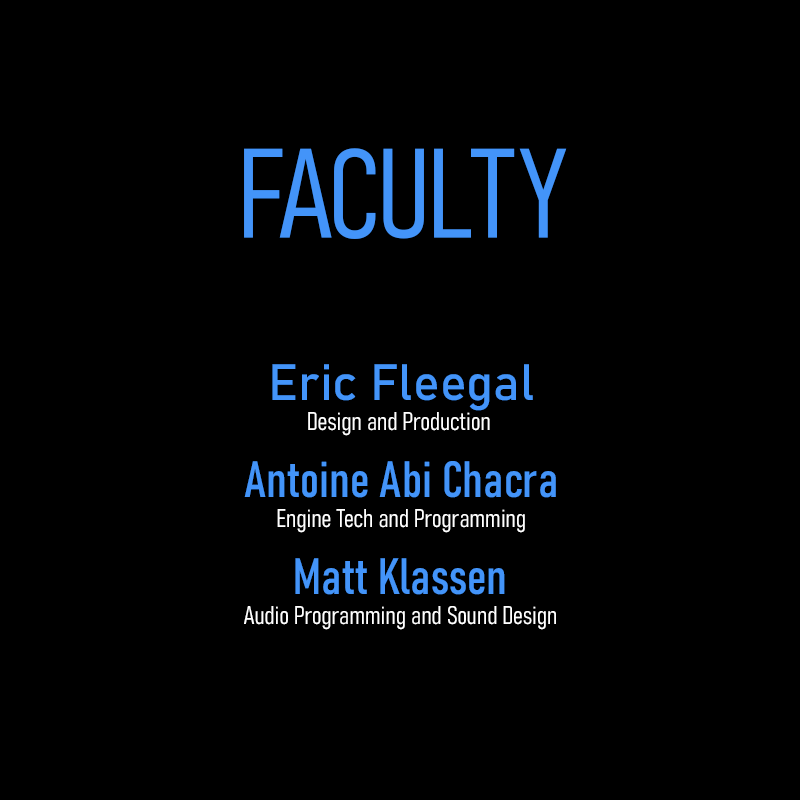 FACULTY
Eric Fleegal
Design and Production
Antoine Abi Chacra
Engine Tech and Programming
Matt Klassen
Audio Programming and Sound Design